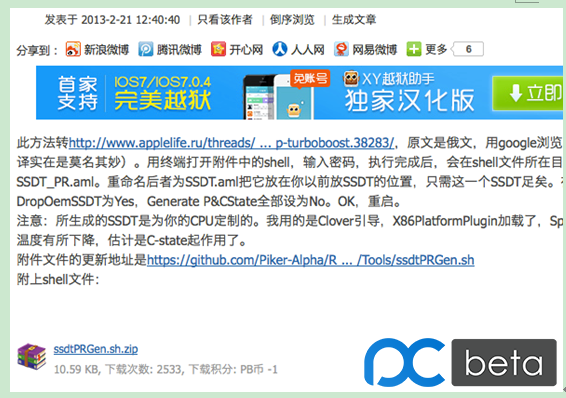 发表于 2013-2-21 12:40:40 | 只看该作者 | 倒序浏览 | 生成文章
分享到： 新浪微博 腾讯微博 开心网 人人网 网易微博 更多 6
首家支持 IOS7/IOS7.0.4 完美越狱 免账号 XY越狱助手 独家汉化版 立即
此方法转http://www.applelife.ru/threads/ ... p-turboboost.38283/，原文是俄文，用google浏览
译实在是莫名其妙）。用终端打开附件中的shell，输入密码，执行完成后，会在shell文件所在目
SSDT_PR.aml。重命名后者为SSDT.aml把它放在你以前放SSDT的位置，只需这一个SSDT足矣。
DropOemSSDT为Yes，Generate P&CState全部设为No。OK，重启。
注意：所生成的SSDT是为你的CPU定制的。我用的是Clover引导，X86PlatformPlugin加载了，Sp
温度有所下降，估计是C-state起作用了。
附件文件的更新地址是https://github.com/Piker-Alpha/R ... /Tools/ssdtPRGen.sh
附上shell文件：
ssdtPRGen.sh.zip
10.59 KB, 下载次数: 2533, 下载积分: PB币 -1
pc beta